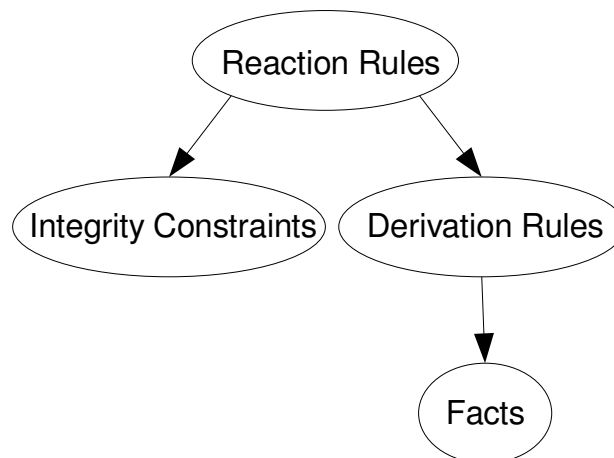 Reaction Rules
Integrity Constraints
Derivation Rules
Facts